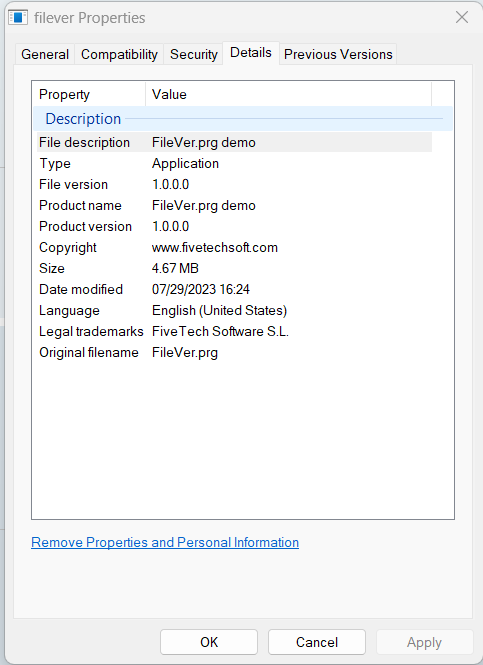 filever Properties
General Compatibility Security Details Previous Versions
Property Value
Description
File description FileVer.prg demo
Type Application
File version 1.0.0.0
Product name FileVer.prg demo
Product version 1.0.0.0
Copyright www.fivetechsoft.com
Size 4.67 MB
Date modified 07/29/2023 16:24
Language English (United States)
Legal trademarks FiveTech Software S.L.
Original filename FileVer.prg
Remove Properties and Personal Information
OK Cancel Apply